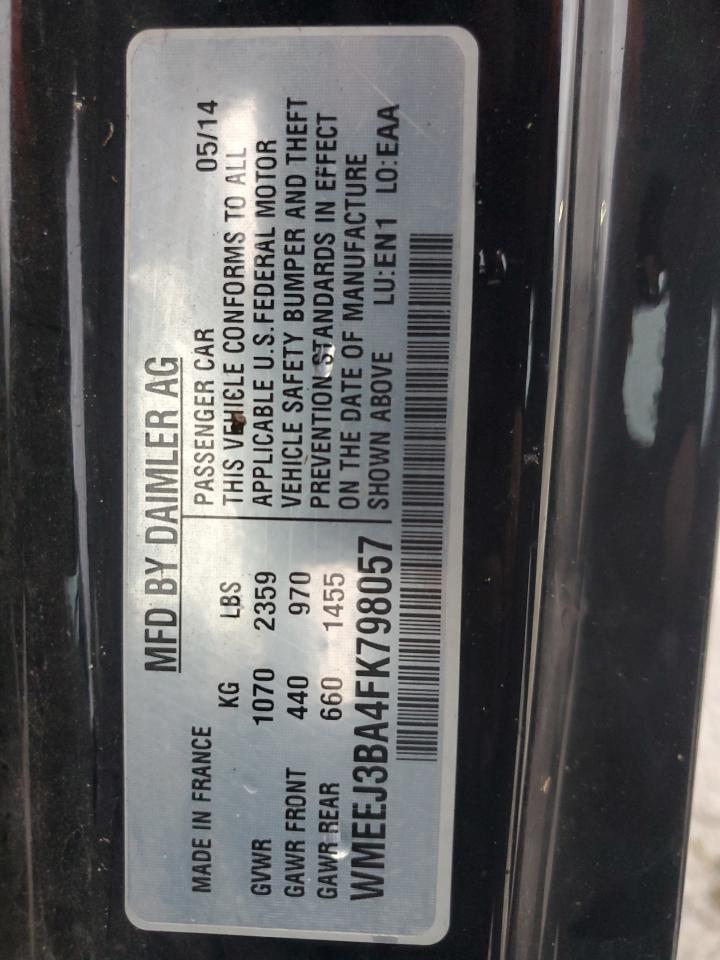 MFD BY DAIMLER AG
MADE IN FRANCE
KG LBS
GVWR 1070 2359
GAWR FRONT 440 970
GAWR REAR 660 1455
PASSENGER CAR 05/14
THIS VEHICLE CONFORMS TO ALL
APPLICABLE U.S. FEDERAL MOTOR
VEHICLE SAFETY BUMPER AND THEFT
PREVENTION STANDARDS IN EFFECT
ON THE DATE OF MANUFACTURE
SHOWN ABOVE LU:EN1 LO:EAA
WMEEJ3BA4FK798057